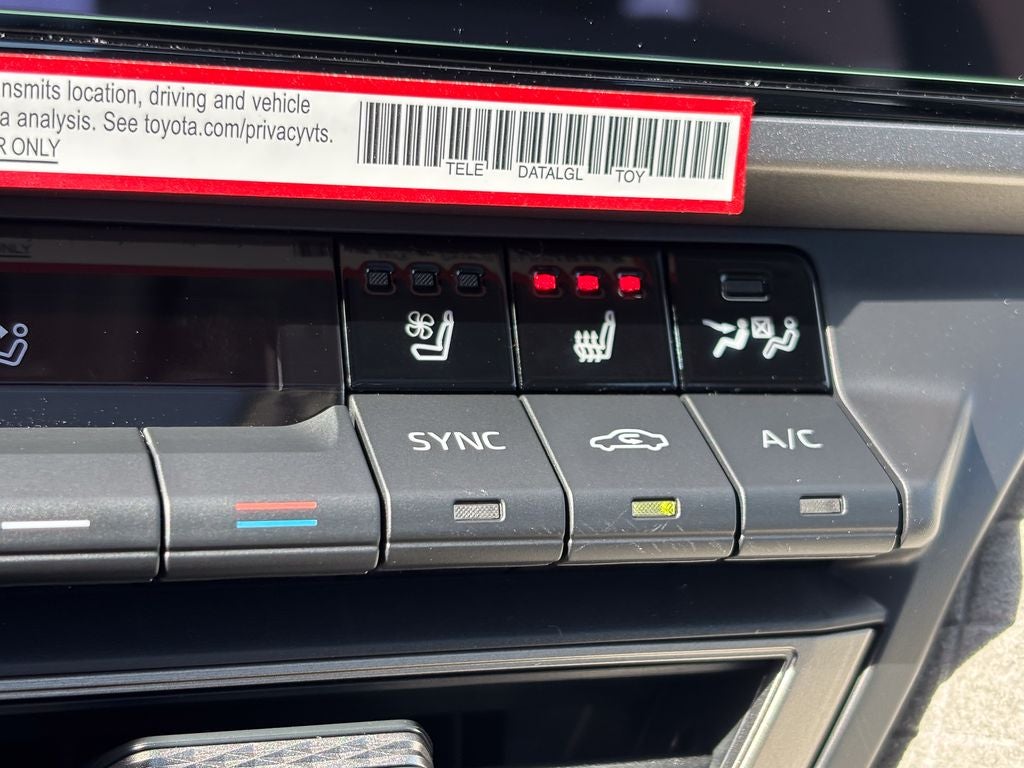 nsmits location, driving and vehicle
a analysis. See toyota.com/privacyvts.
R ONLY
TELE DATALGL TOY
SYNC
A/C